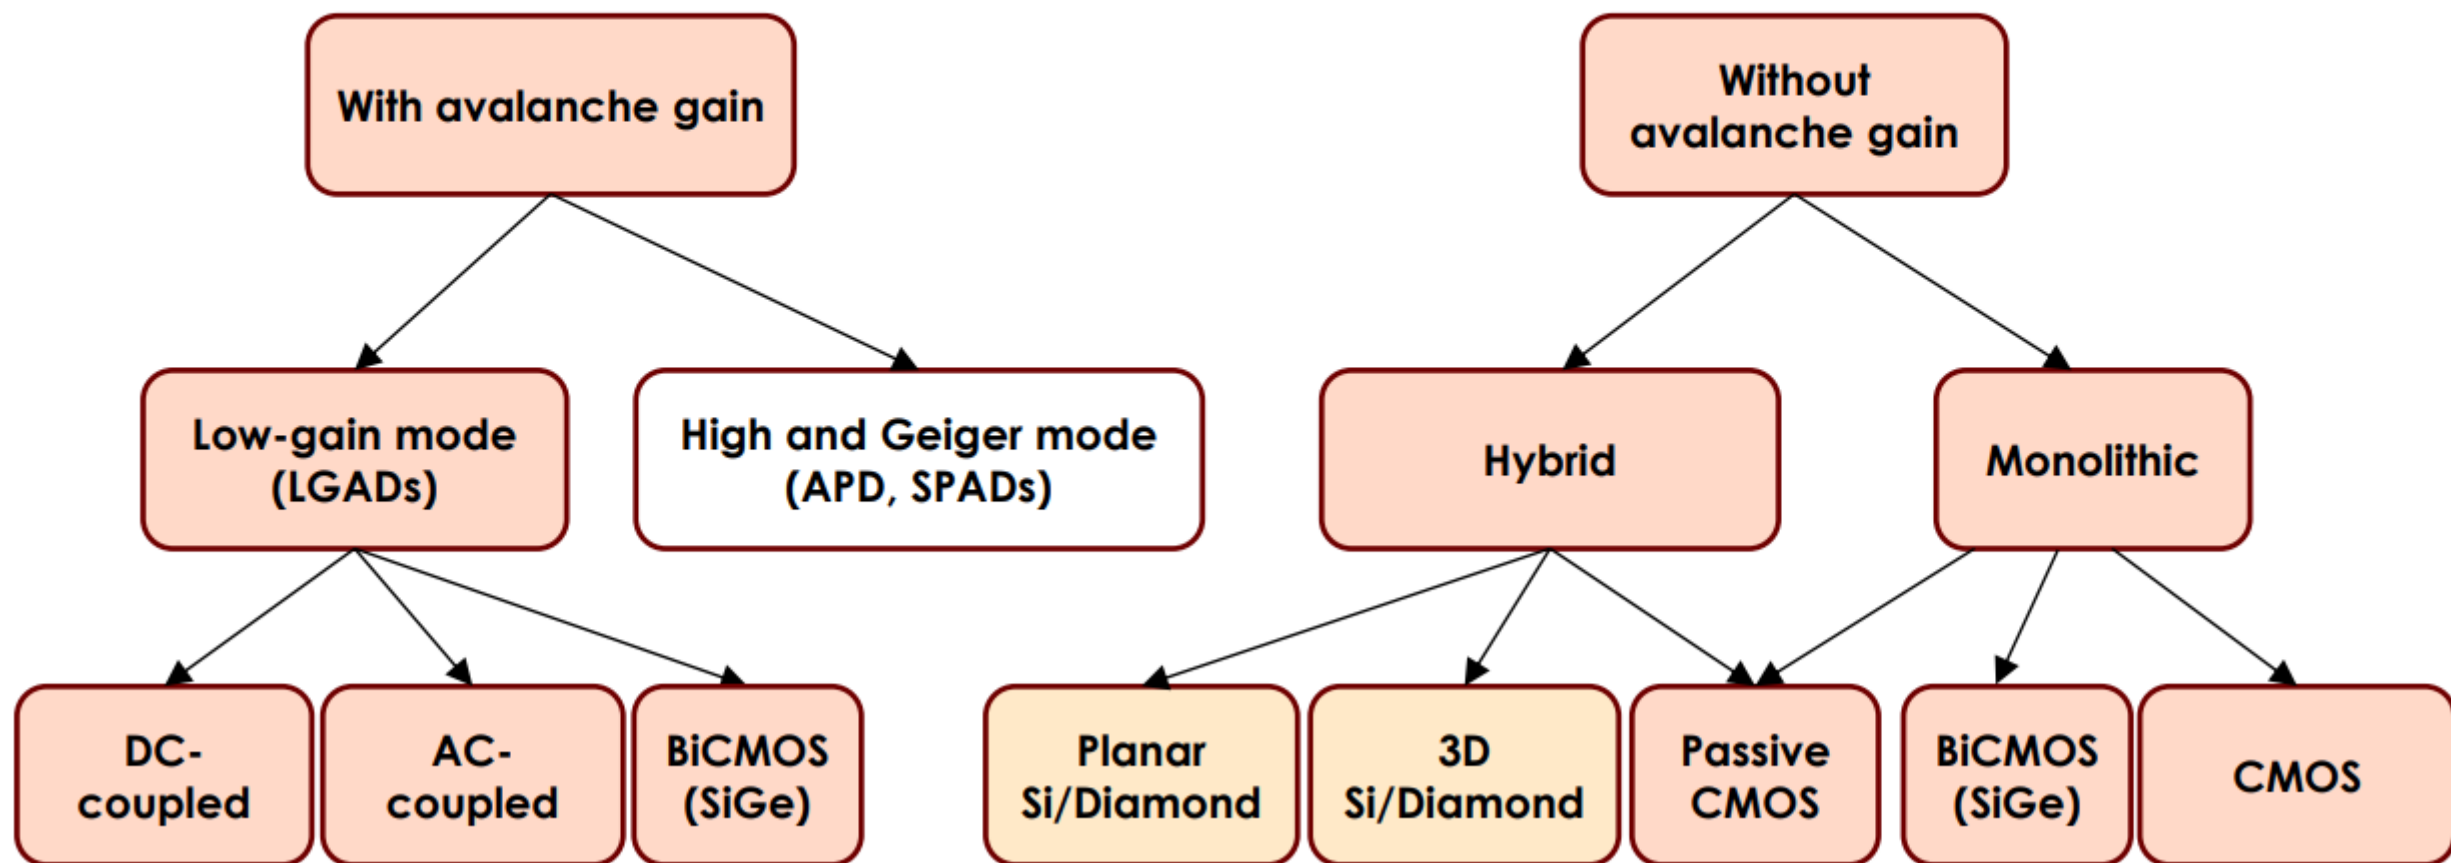 With avalanche gain
Without
avalanche gain
Low-gain mode
(LGADs)
High and Geiger mode
(APD, SPADs)
Hybrid
Monolithic
DC-
coupled
AC-
coupled
BiCMOS
(SiGe)
Planar
Si/Diamond
3D
Si/Diamond
Passive
CMOS
BiCMOS
(SiGe)
CMOS